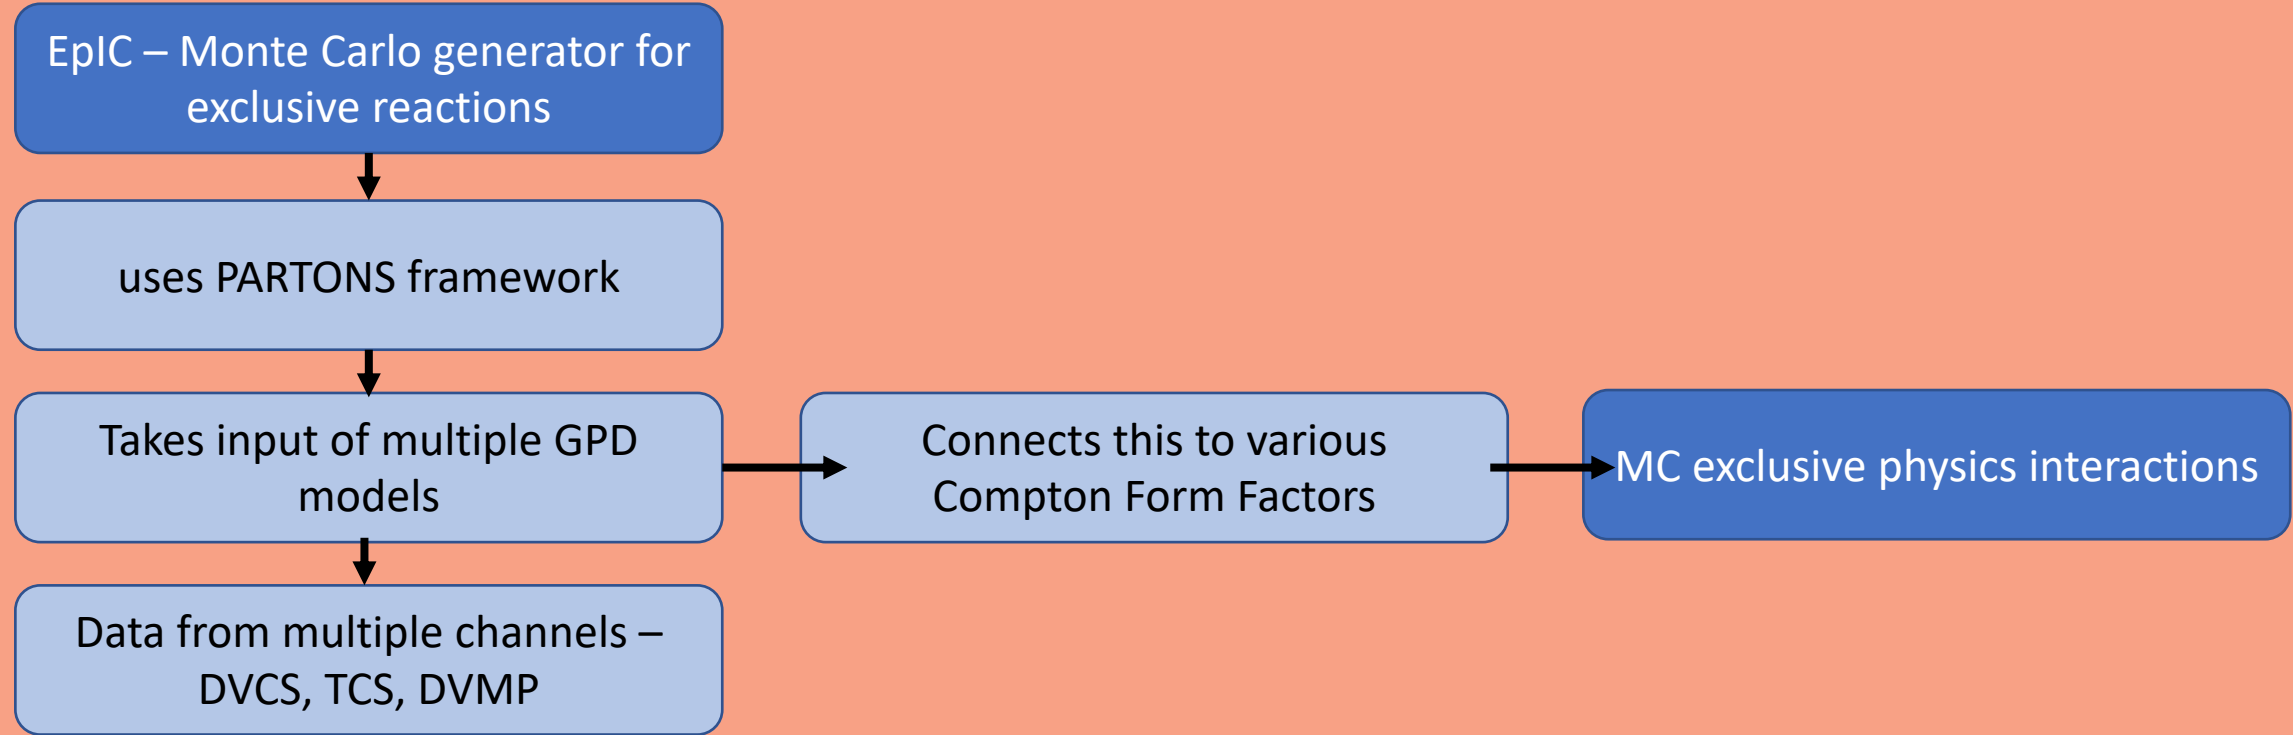 EpIC – Monte Carlo generator for
exclusive reactions
uses PARTONS framework
Takes input of multiple GPD
models
Connects this to various
Compton Form Factors
MC exclusive physics interactions
Data from multiple channels –
DVCS, TCS, DVMP